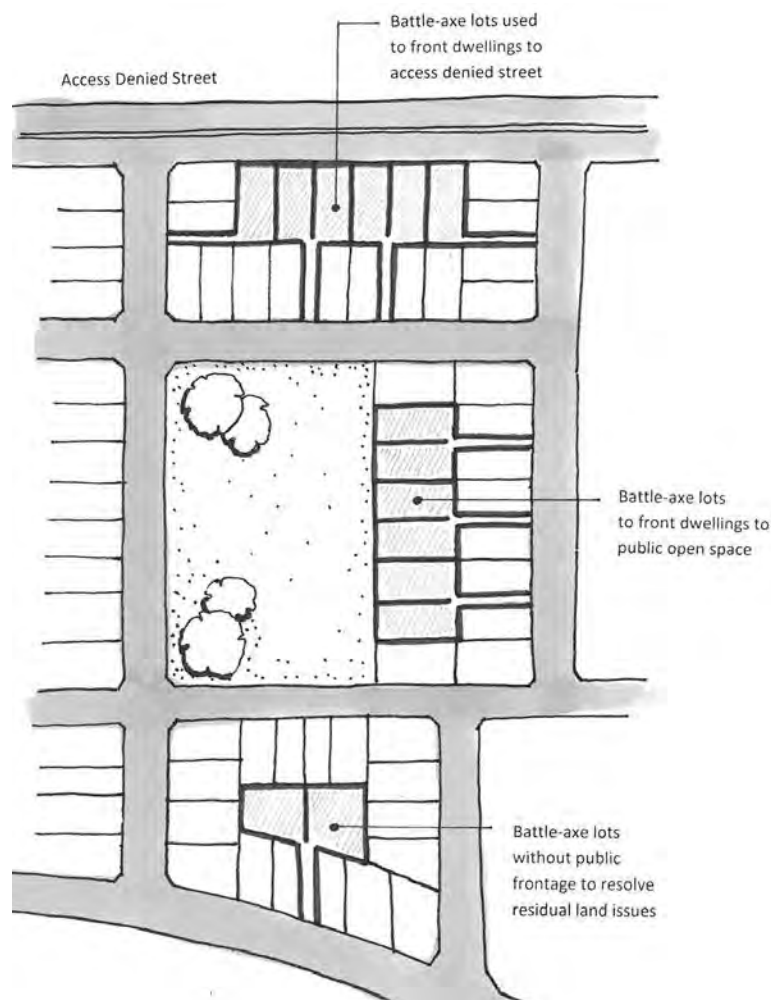 Battle-axe lots used
to front dwellings to
access denied street
Access Denied Street
Battle-axe lots
to front dwellings to
public open space
Battle-axe lots
without public
frontage to resolve
residual land issues